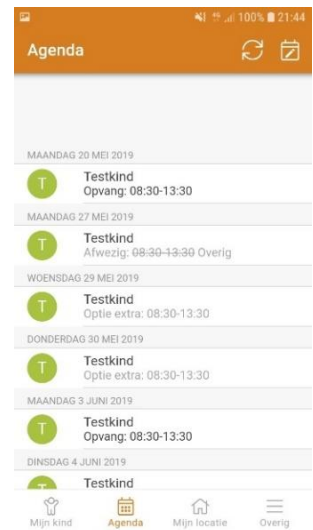 100% 21:44
Agenda
MAANDAG 20 MEI 2019
T
Testkind
Opvang: 08:30-13:30
MAANDAG 27 MEI 2019
T
Testkind
Afwezig: 08:30-13:30 Overig
WOENSDAG 29 MEI 2019
T
Testkind
Optie extra: 08:30-13:30
DONDERDAG 30 MEI 2019
T
Testkind
Optie extra: 08:30-13:30
MAANDAG 3 JUNI 2019
T
Testkind
Opvang: 08:30-13:30
DINSDAG 4 JUNI 2019
T
Testkind
Mijn kind Agenda Mijn locatie Overig